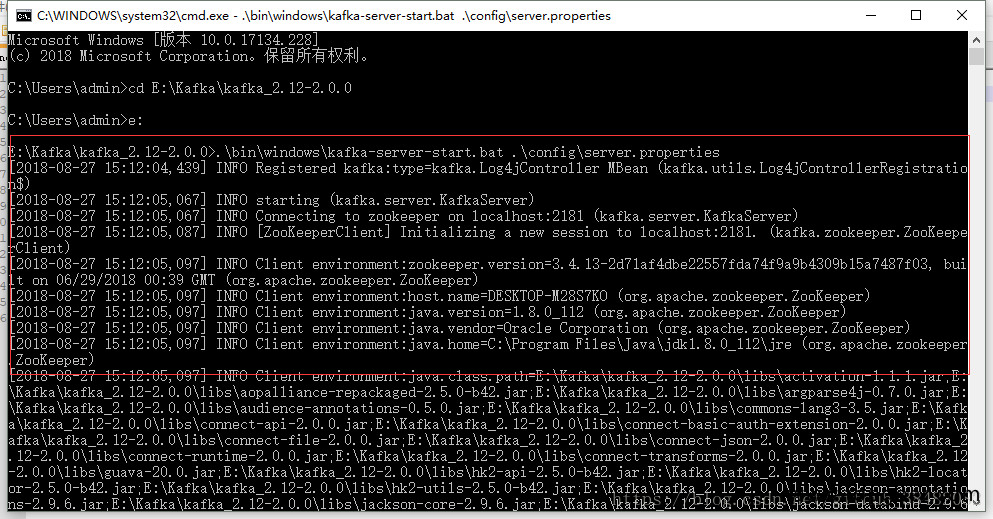 C:\WINDOWS\system32\cmd.exe - .\bin\windows\kafka-server-start.bat .\config\server.properties
Microsoft Windows [版本 10.0.17134.228]
(c) 2018 Microsoft Corporation。保留所有权利。
C:\Users\admin>cd E:\Kafka\kafka_2.12-2.0.0
C:\Users\admin>e:
E:\Kafka\kafka_2.12-2.0.0>.\bin\windows\kafka-server-start.bat .\config\server.properties
[2018-08-27 15:12:04,439] INFO Registered kafka:type=kafka.Log4jController MBean (kafka.utils.Log4jControllerRegistratio
n$)
[2018-08-27 15:12:05,067] INFO starting (kafka.server.KafkaServer)
[2018-08-27 15:12:05,067] INFO Connecting to zookeeper on localhost:2181 (kafka.server.KafkaServer)
[2018-08-27 15:12:05,087] INFO [ZooKeeperClient] Initializing a new session to localhost:2181. (kafka.zookeeper.ZooKeepe
rClient)
[2018-08-27 15:12:05,097] INFO Client environment:zookeeper.version=3.4.13-2d71af4dbe22557fda74f9a9b4309b15a7487f03, bui
lt on 06/29/2018 00:39 GMT (org.apache.zookeeper.ZooKeeper)
[2018-08-27 15:12:05,097] INFO Client environment:host.name=DESKTOP-M28S7KO (org.apache.zookeeper.ZooKeeper)
[2018-08-27 15:12:05,097] INFO Client environment:java.version=1.8.0_112 (org.apache.zookeeper.ZooKeeper)
[2018-08-27 15:12:05,097] INFO Client environment:java.vendor=Oracle Corporation (org.apache.zookeeper.ZooKeeper)
[2018-08-27 15:12:05,097] INFO Client environment:java.home=C:\Program Files\Java\jdk1.8.0_112\jre (org.apache.zookeeper
.ZooKeeper)
[2018-08-27 15:12:05,097] INFO Client environment:java.class.path=E:\Kafka\kafka_2.12-2.0.0\libs\activation-1.1.1.jar;E:
\Kafka\kafka_2.12-2.0.0\libs\aopalliance-repackaged-2.5.0-b42.jar;E:\Kafka\kafka_2.12-2.0.0\libs\argparse4j-0.7.0.jar;E:
\Kafka\kafka_2.12-2.0.0\libs\audience-annotations-0.5.0.jar;E:\Kafka\kafka_2.12-2.0.0\libs\commons-lang3-3.5.jar;E:\Kafk
a\kafka_2.12-2.0.0\libs\connect-api-2.0.0.jar;E:\Kafka\kafka_2.12-2.0.0\libs\connect-basic-auth-extension-2.0.0.jar;E:\K
afka\kafka_2.12-2.0.0\libs\connect-file-2.0.0.jar;E:\Kafka\kafka_2.12-2.0.0\libs\connect-json-2.0.0.jar;E:\Kafka\kafka_2
.12-2.0.0\libs\connect-runtime-2.0.0.jar;E:\Kafka\kafka_2.12-2.0.0\libs\connect-transforms-2.0.0.jar;E:\Kafka\kafka_2.12
-2.0.0\libs\guava-20.0.jar;E:\Kafka\kafka_2.12-2.0.0\libs\hk2-api-2.5.0-b42.jar;E:\Kafka\kafka_2.12-2.0.0\libs\hk2-locat
or-2.5.0-b42.jar;E:\Kafka\kafka_2.12-2.0.0\libs\hk2-utils-2.5.0-b42.jar;E:\Kafka\kafka_2.12-2.0.0\libs\jackson-annotatio
ns-2.9.6.jar;E:\Kafka\kafka_2.12-2.0.0\libs\jackson-core-2.9.6.jar;E:\Kafka\kafka_2.12-2.0.0\libs\jackson-databind-2.9.6